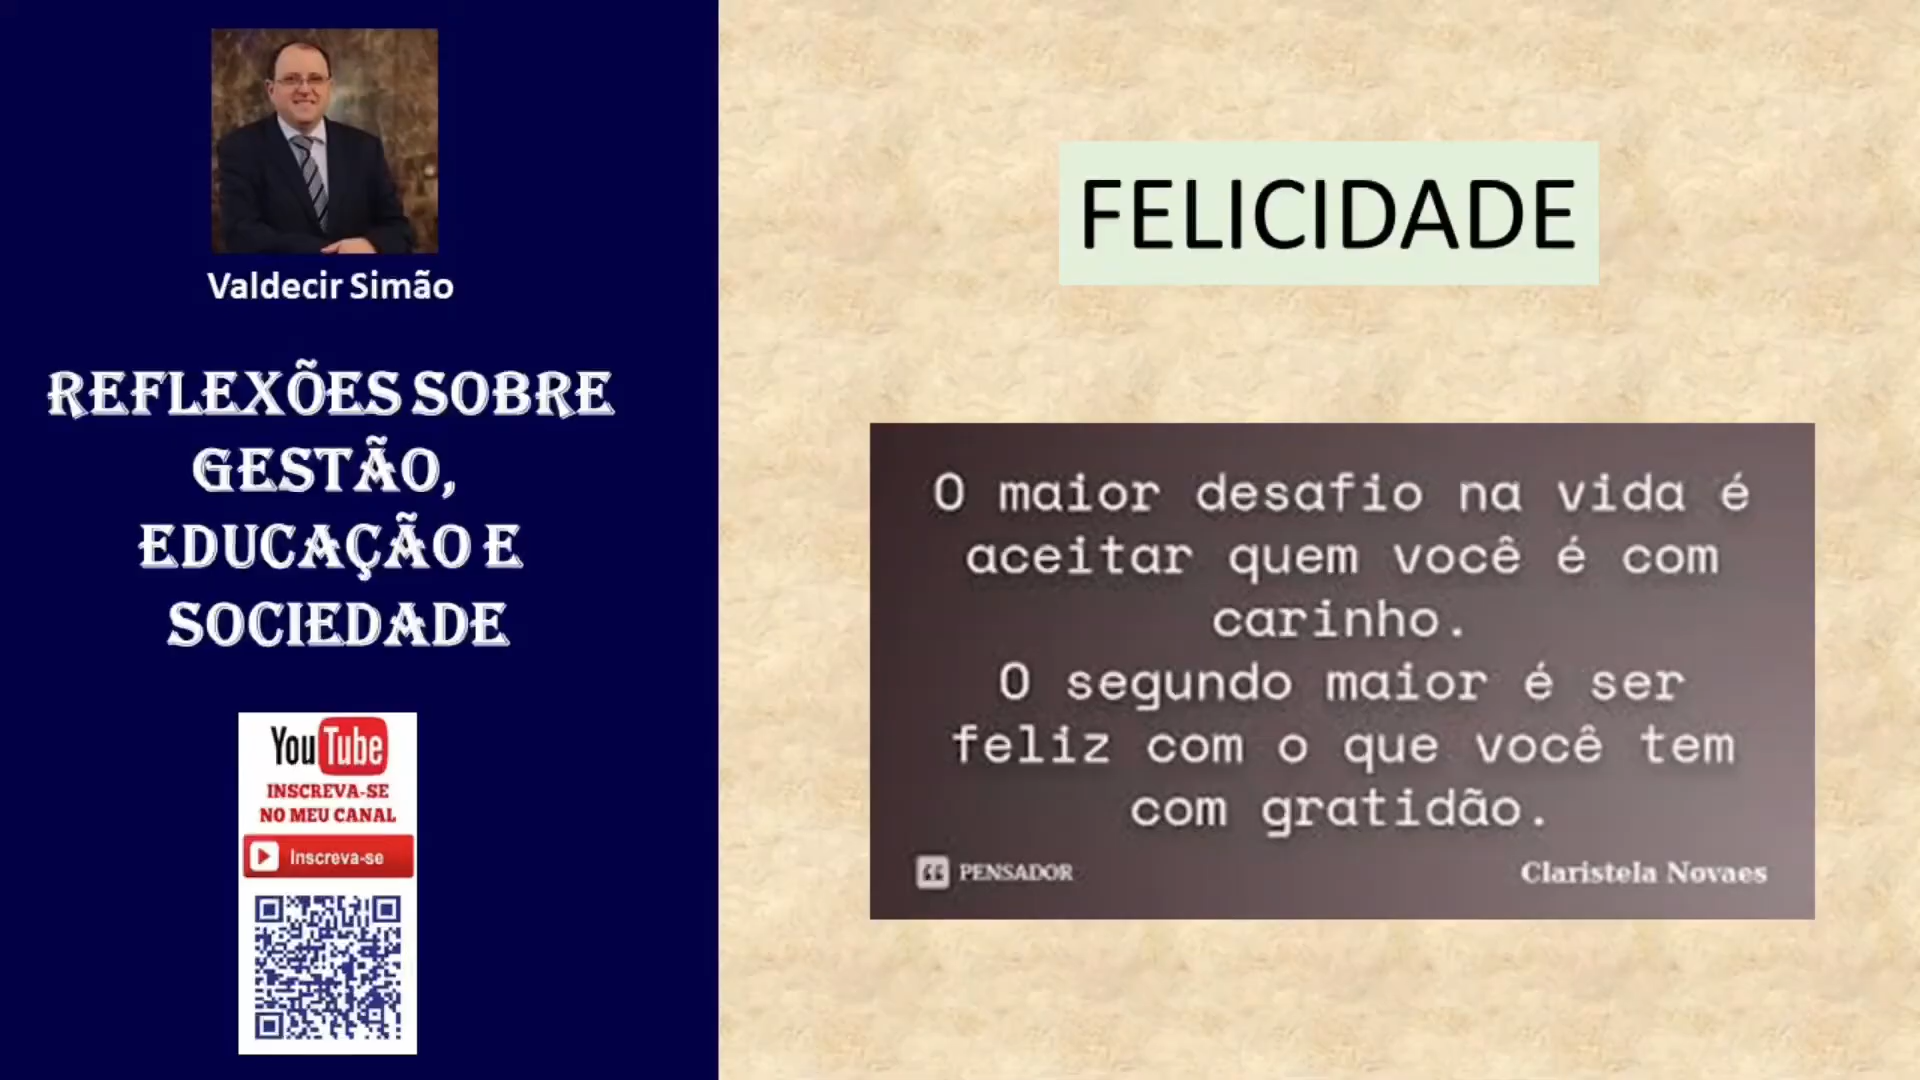 Valdecir Simão
REFLEXÕES SOBRE
GESTÃO,
EDUCAÇÃO E
SOCIEDADE
YouTube
INSCREVA-SE
NO MEU CANAL
Inscreva-se
FELICIDADE
O maior desafio na vida é
aceitar quem você é com
carinho.
O segundo maior é ser
feliz com o que você tem
com gratidão.
PENSADOR
Claristela Novaes